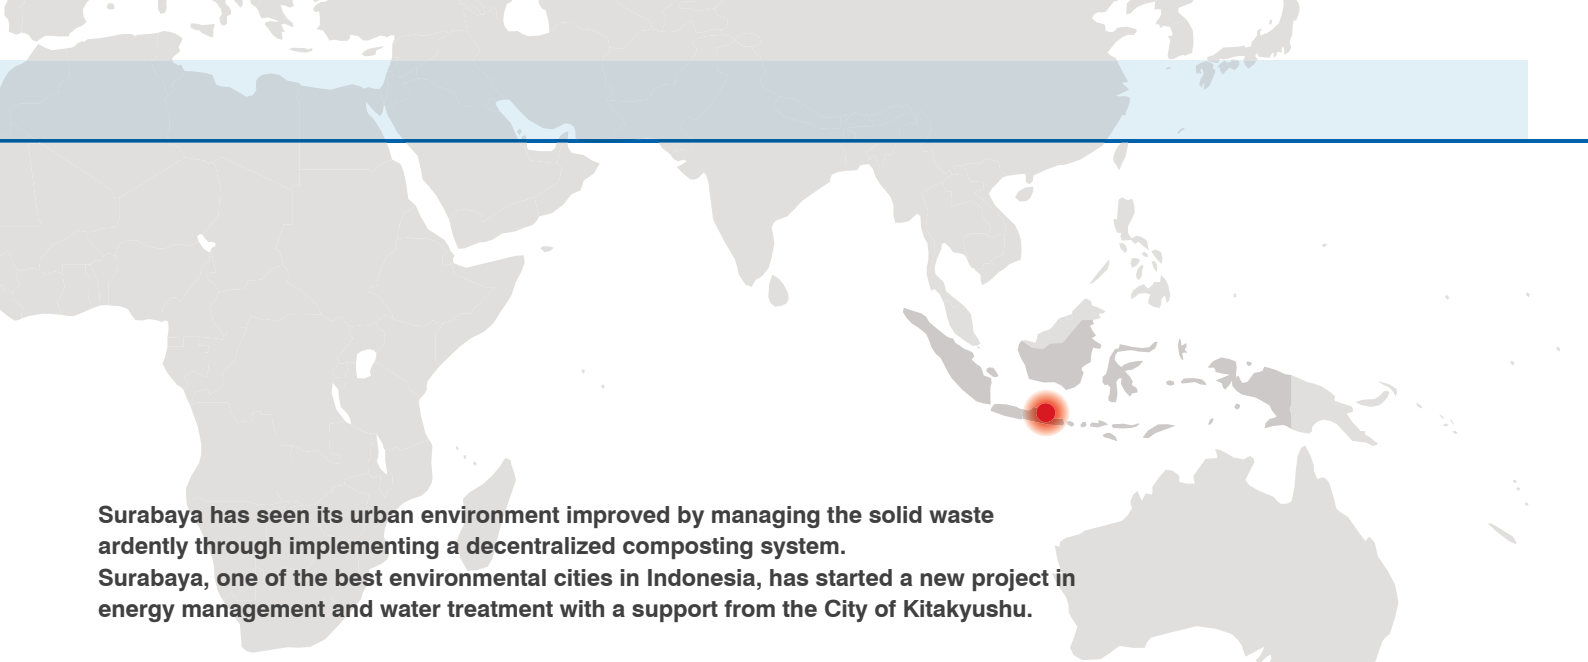 Surabaya has seen its urban environment improved by managing the solid waste
ardently through implementing a decentralized composting system.
Surabaya, one of the best environmental cities in Indonesia, has started a new project in
energy management and water treatment with a support from the City of Kitakyushu.